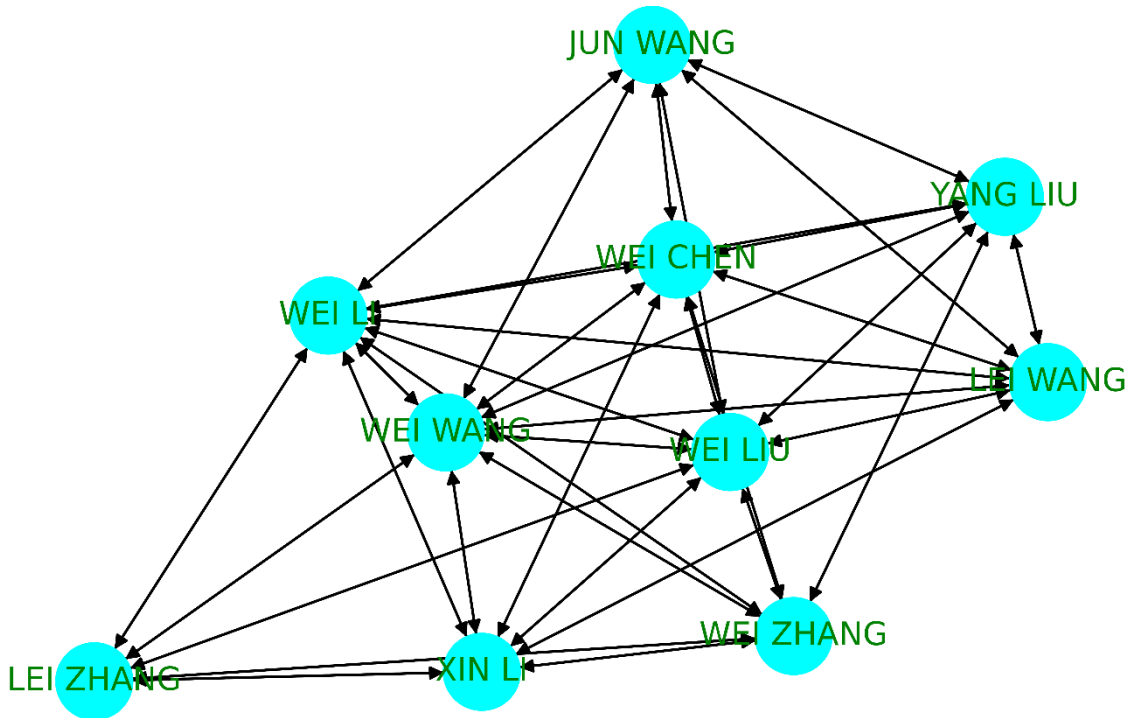 JUN WANG
YANG LIU
WEI CHEN
WEI LI
LEI WANG
WEI WANG
WEI LIU
WEI ZHANG
XIN LI
LEI ZHANG